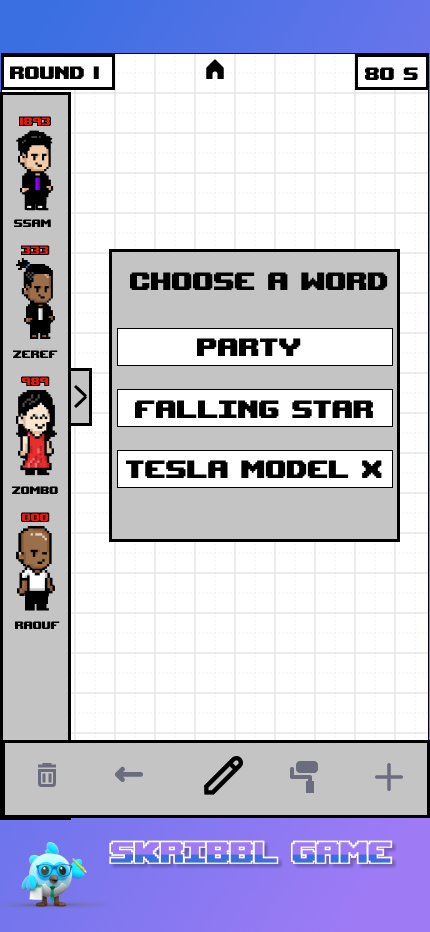 ROUND 1
80 S
1893
SSAM
333
ZEREF
989
ZOMBO
000
RAOUF
CHOOSE A WORD
PARTY
FALLING STAR
TESLA MODEL X
SKRIBBL GAME